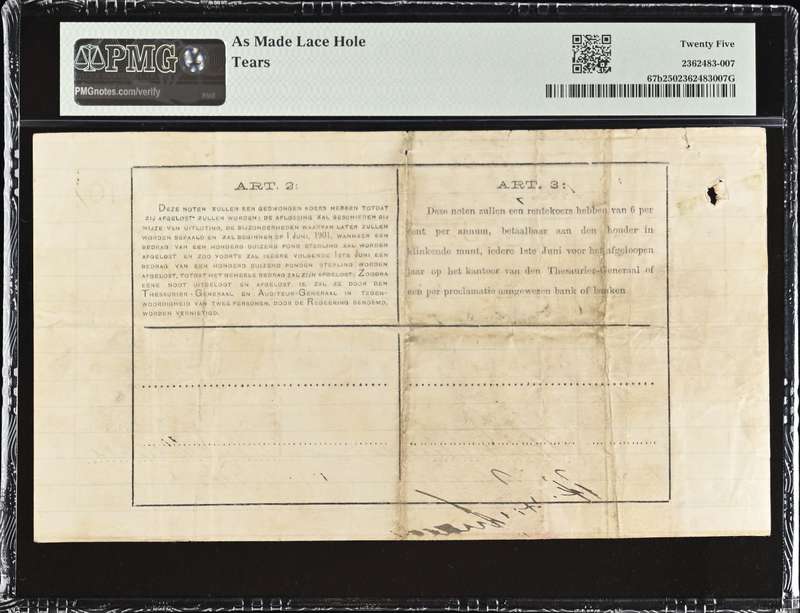 PMG
PMGnotes.com/verify
As Made Lace Hole
Tears
Twenty Five
2362483-007
67b2502362483007G
ART. 2:
DEZE NOTEN ZULLEN EEN GEDWONGEN KOERS HEBBEN TOTDAT
ZIJ AFGELOST ZULLEN WORDEN; DE AFLOSSING ZAL GESCHIEDEN BIJ
WIJZE VAN UITLOTING, DE BIJZONDERHEDEN WAARVAN LATER ZULLEN
WORDEN BEPAALD EN ZAL BEGINNEN OP 1 JUNI, 1901, WANNEER EEN
BEDRAG VAN EEN HONDERD DUIZEND POND STERLING ZAL WORDEN
AFGELOST EN ZOO VOORTS ZAL IEDERE VOLGENDE 1STE JUNI EEN
BEDRAG VAN EEN HONDERD DUIZEND PONDEN STERLING WORDEN
AFGELOST, TOTDAT HET GEHEELE BEDRAG ZAL ZIJN AFGELOST. ZOODRA
EENE NOOT UITGELOOT EN AFGELOST IS, ZAL ZE DOOR DEN
THESAURIER-GENERAAL EN AUDITEUR-GENERAAL IN TEGEN-
WOORDIGHEID VAN TWEE PERSONEN, DOOR DE REGEERING BENOEMD,
WORDEN VERNIETIGD.
ART. 3:
Deze noten zullen een rentekoers hebben van 6 per
cent per annum, betaalbaar aan den houder in
klinkende munt, iedere 1ste Juni voor het afgeloopen
jaar op het kantoor van den Thesaurier-Generaal of
een per proclamatie aangewezen bank of banken.